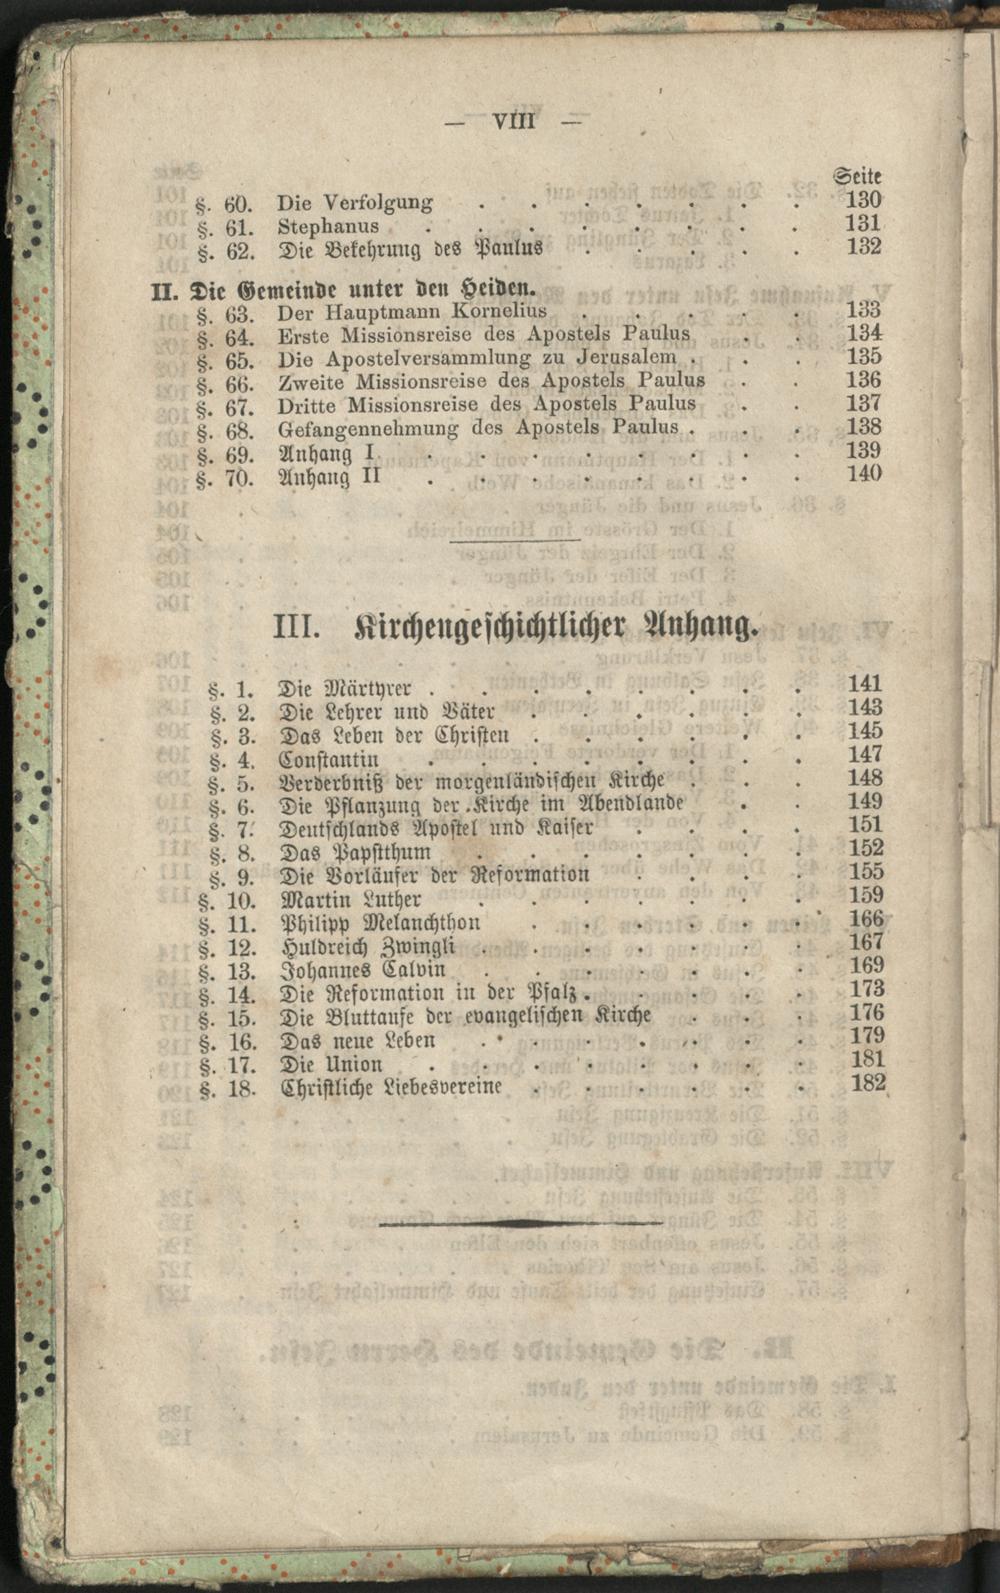 — VIII —
Seite
§. 60. Die Verfolgung . . . . . . . 130
§. 61. Stephanus . . . . . . . 131
§. 62. Die Bekehrung des Paulus . . . . . 132
II. Die Gemeinde unter den Heiden.
§. 63. Der Hauptmann Kornelius . . . . . 133
§. 64. Erste Missionsreise des Apostels Paulus . . 134
§. 65. Die Apostelversammlung zu Jerusalem . . . 135
§. 66. Zweite Missionsreise des Apostels Paulus . . 136
§. 67. Dritte Missionsreise des Apostels Paulus . . 137
§. 68. Gefangennehmung des Apostels Paulus . . . 138
§. 69. Anhang I . . . . . . . . 139
§. 70. Anhang II . . . . . . . . 140
III. Kirchengeschichtlicher Anhang.
§. 1. Die Märtyrer . . . . . . . . 141
§. 2. Die Lehrer und Väter . . . . . . 143
§. 3. Das Leben der Christen . . . . . . 145
§. 4. Constantin . . . . . . . . 147
§. 5. Verderbniß der morgenländischen Kirche . . . 148
§. 6. Die Pflanzung der Kirche im Abendlande . . 149
§. 7. Deutschlands Apostel und Kaiser . . . . 151
§. 8. Das Papstthum . . . . . . . 152
§. 9. Die Vorläufer der Reformation . . . . 155
§. 10. Martin Luther . . . . . . . 159
§. 11. Philipp Melanchthon . . . . . . 166
§. 12. Huldreich Zwingli . . . . . . . 167
§. 13. Johannes Calvin . . . . . . . 169
§. 14. Die Reformation in der Pfalz . . . . . 173
§. 15. Die Bluttaufe der evangelischen Kirche . . . 176
§. 16. Das neue Leben . . . . . . . 179
§. 17. Die Union . . . . . . . . 181
§. 18. Christliche Liebesvereine . . . . . . 182